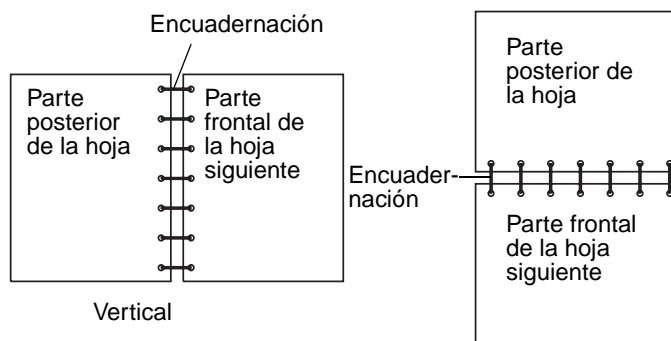 Encuadernación
Parte
posterior
de la hoja
Parte
frontal de
la hoja
siguiente
Vertical
Parte
posterior de
la hoja
Encuader-
nación
Parte frontal
de la hoja
siguiente